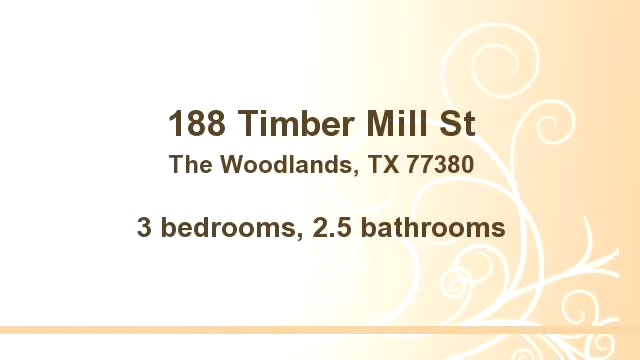 188 Timber Mill St
The Woodlands, TX 77380
3 bedrooms, 2.5 bathrooms